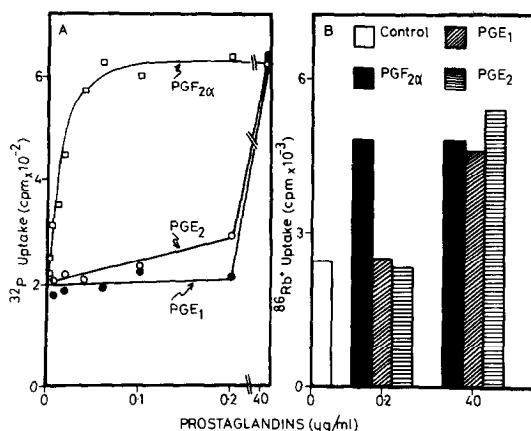 A
B
Control
PGF2α
PGE1
PGE2
PGF2α
PGE2
PGE1
32P Uptake (cpm x 10-2)
6
4
2
0
0
0·1
0·2
40
86Rb+ Uptake (cpm x 10-3)
6
3
0
0·2
40
PROSTAGLANDINS (μg/ml)